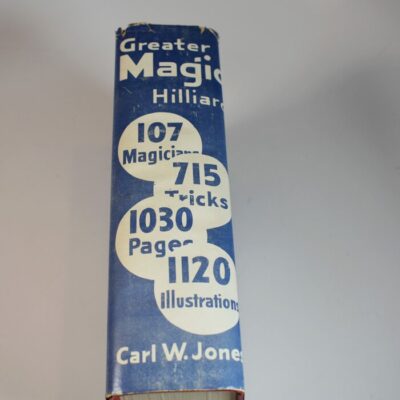 Greater
Magic
Hilliard
107
Magicians
715
Tricks
1030
Pages
1120
Illustrations
Carl W. Jones